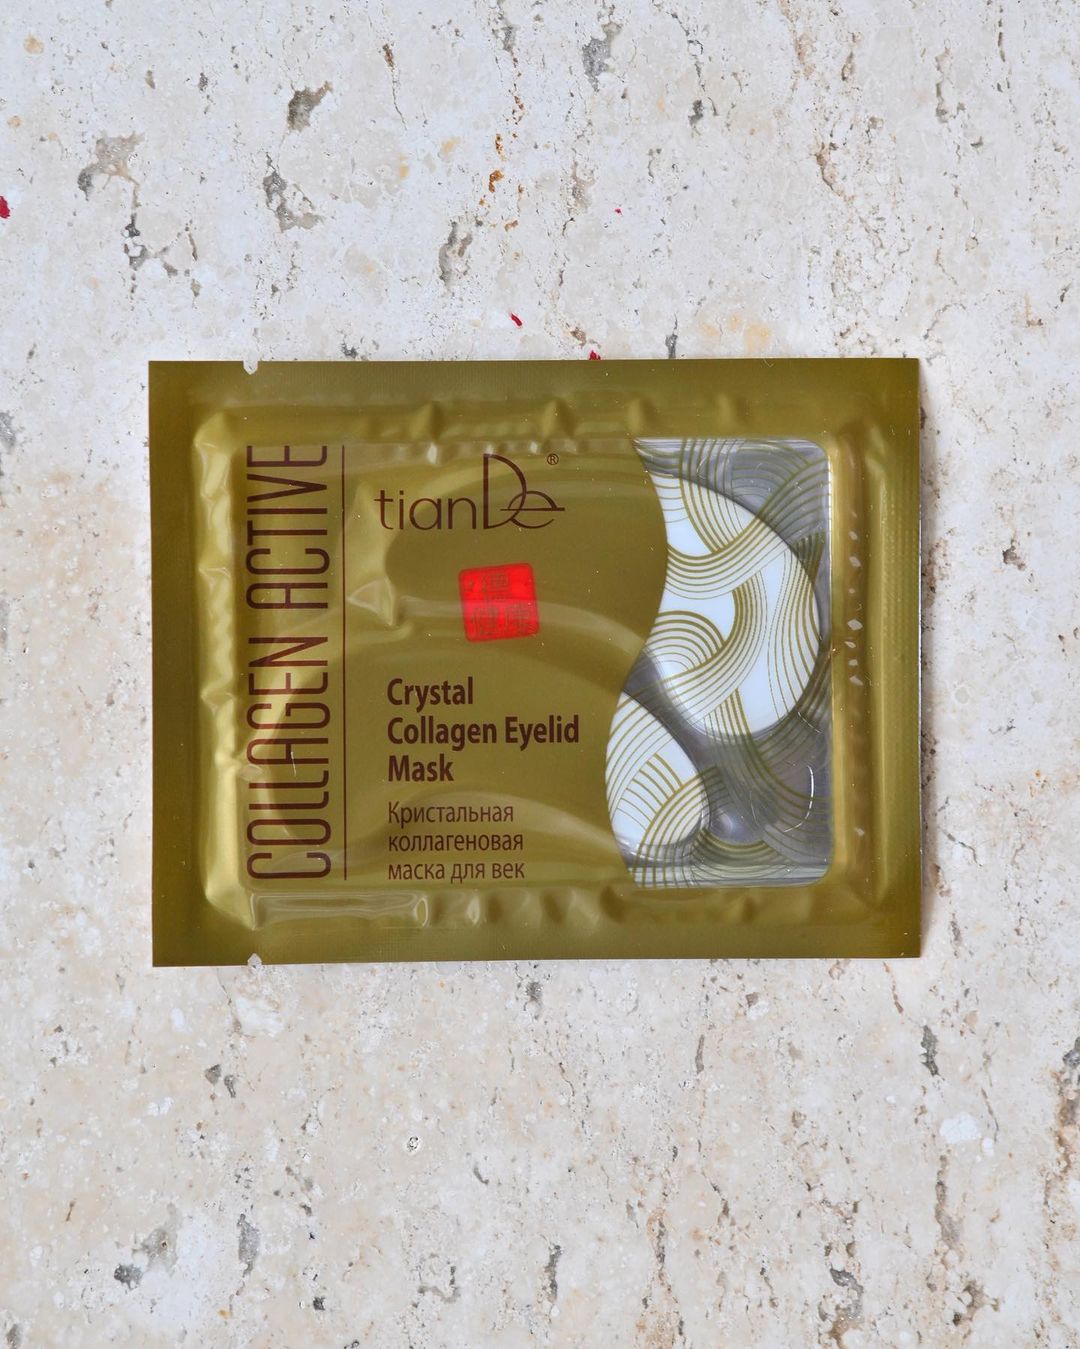 COLLAGEN ACTIVE
tianDe®
Crystal
Collagen Eyelid
Mask
Кристальная
коллагеновая
маска для век